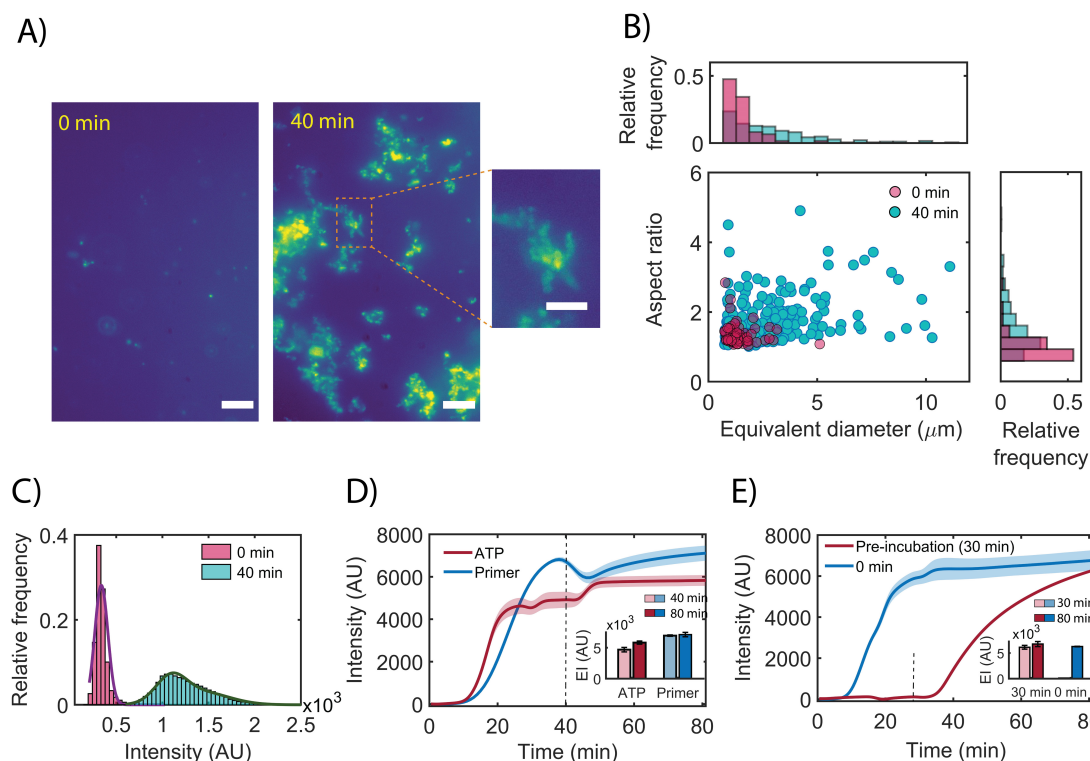 A)
0 min
40 min
B)
Relative
frequency
0.5
0
6
4
2
0
Aspect ratio
0 min
40 min
0
5
10
Equivalent diameter (μm)
0
0.5
Relative
frequency
C)
Relative frequency
0.4
0.2
0
0 min
40 min
0.5
1
1.5
2
2.5
x10³
Intensity (AU)
D)
Intensity (AU)
8000
6000
4000
2000
0
ATP
Primer
40 min
80 min
x10³
EI (AU)
5
0
ATP
Primer
0
20
40
60
80
Time (min)
E)
Intensity (AU)
8000
6000
4000
2000
0
Pre-incubation (30 min)
0 min
30 min
80 min
x10³
EI (AU)
5
0
30 min
0 min
0
20
40
60
Time (min)